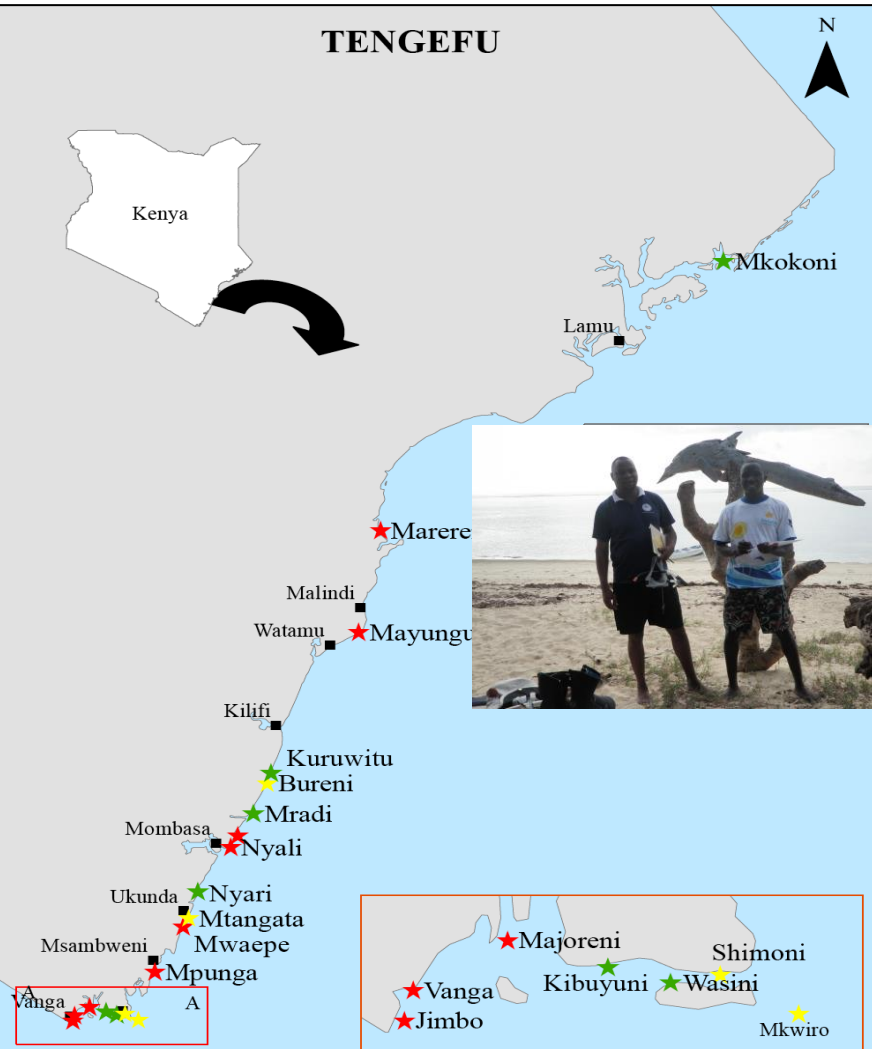 TENGEFU
N
Kenya
Mkokoni
Lamu
Marere
Malindi
Watamu
Mayungu
Kilifi
Kuruwitu
Bureni
Mradi
Mombasa
Nyali
Nyari
Ukunda
Mtangata
Mwaepe
Msambweni
Mpunga
A
Vanga
A
Majoreni
Shimoni
Kibuyuni
Wasini
Vanga
Jimbo
Mkwiro